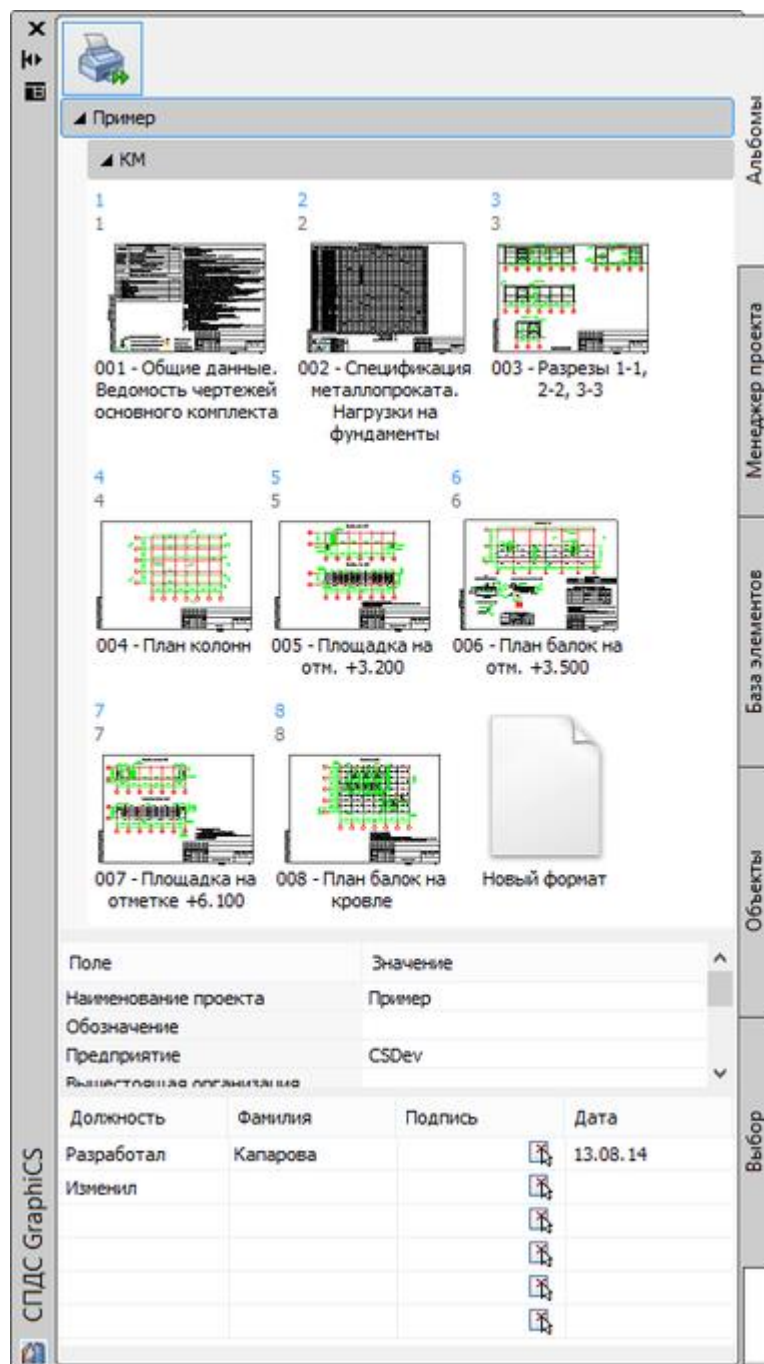 Пример
КМ
1
1
2
2
3
3
001 - Общие данные.
Ведомость чертежей
основного комплекта
002 - Спецификация
металлопроката.
Нагрузки на
фундаменты
003 - Разрезы 1-1,
2-2, 3-3
4
4
5
5
6
6
004 - План колонн
005 - Площадка на
отм. +3.200
006 - План балок на
отм. +3.500
7
7
8
8
007 - Площадка на
отметке +6.100
008 - План балок на
кровле
Новый формат
Поле Значение
Наименование проекта Пример
Обозначение
Предприятие CSDev
Вышестоящая организация
Должность Фамилия Подпись Дата
Разработал Капарова 13.08.14
Изменил
СПДС GraphiCS
Альбомы
Менеджер проекта
База элементов
Объекты
Выбор